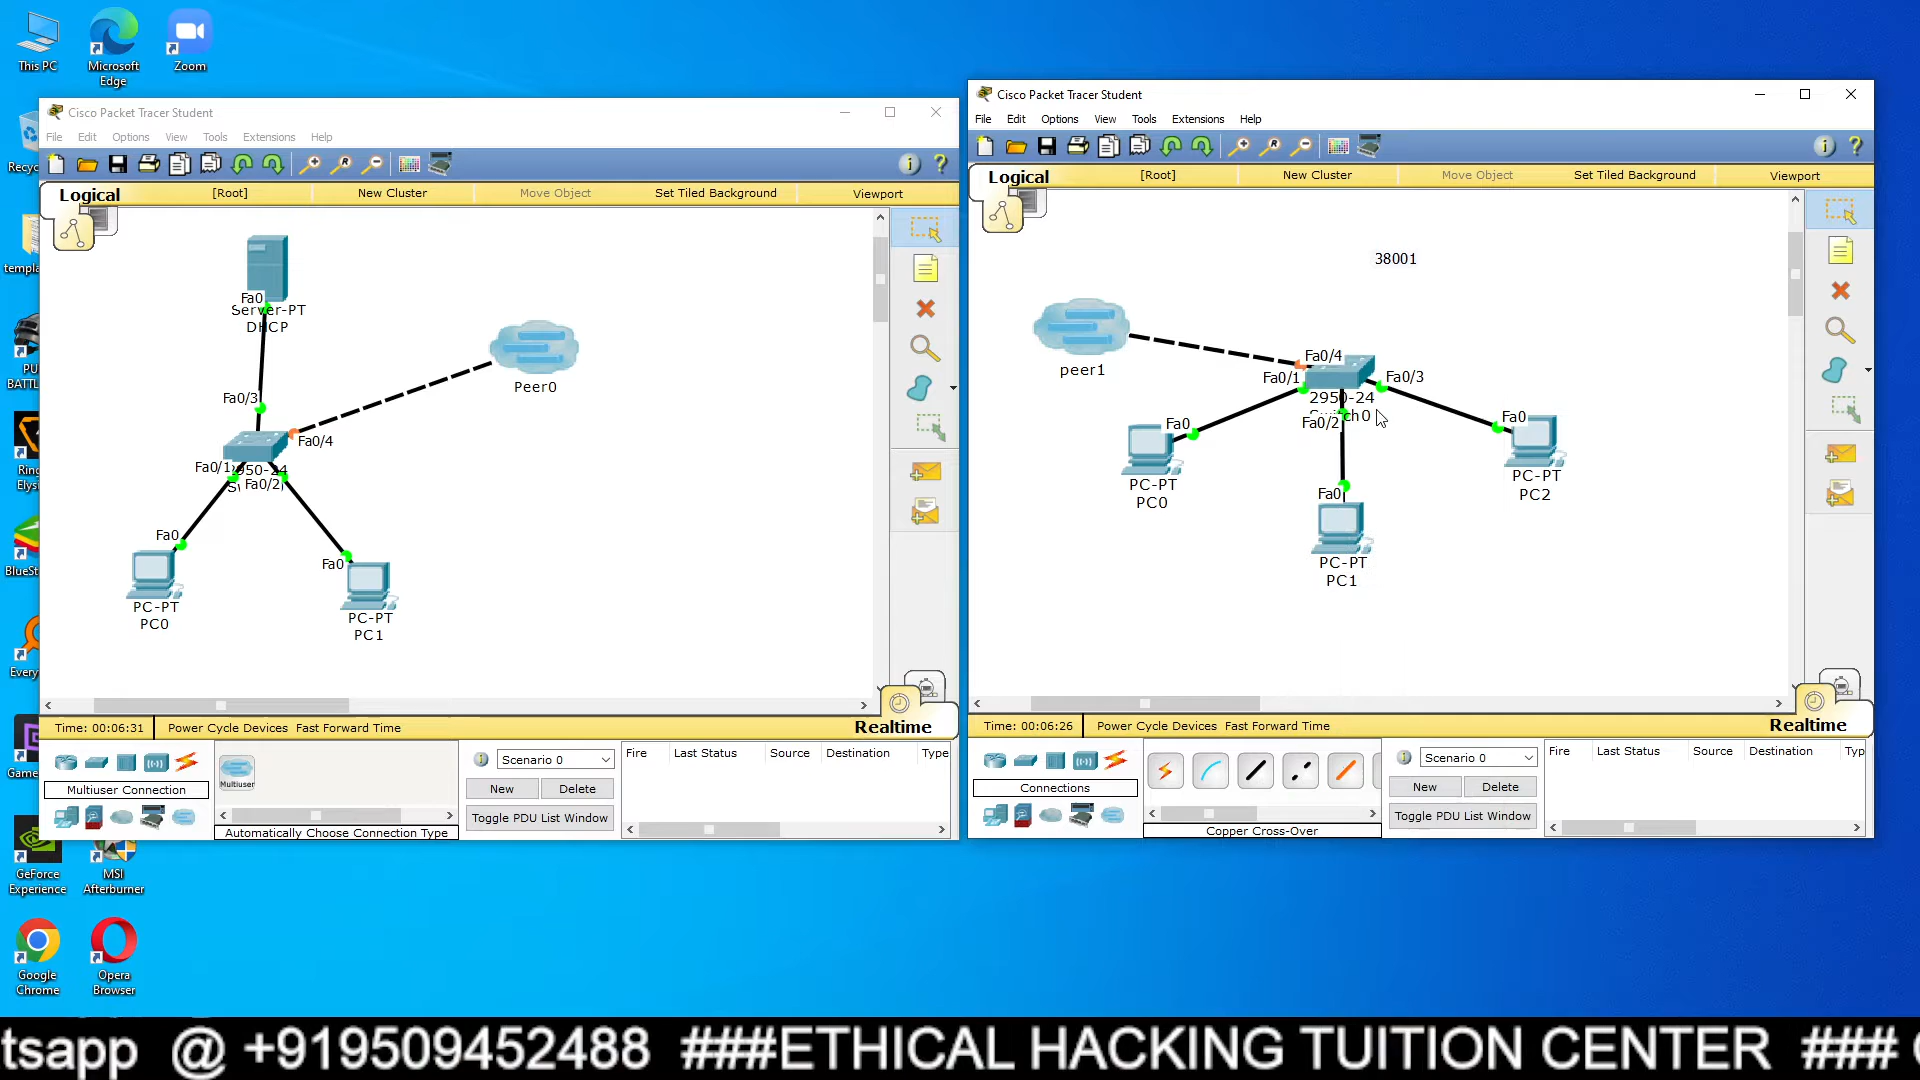 This PC
Microsoft Edge
Zoom
Cisco Packet Tracer Student
File Edit Options View Tools Extensions Help
Logical [Root] New Cluster Move Object Set Tiled Background Viewport
Fa0
Server-PT
DHCP
Peer0
Fa0/3
Fa0/4
Fa0/1
Fa0/2
Fa0
Fa0
PC-PT
PC0
PC-PT
PC1
Realtime
Time: 00:06:31 Power Cycle Devices Fast Forward Time
Multiuser Connection
Multiuser
Automatically Choose Connection Type
Scenario 0
New Delete
Toggle PDU List Window
Fire Last Status Source Destination Type
Cisco Packet Tracer Student
File Edit Options View Tools Extensions Help
Logical [Root] New Cluster Move Object Set Tiled Background Viewport
38001
peer1
Fa0/4
Fa0/1
Fa0/3
2950-24
Fa0/2
Fa0
Fa0
PC-PT
PC0
PC-PT
PC2
Fa0
PC-PT
PC1
Realtime
Time: 00:06:26 Power Cycle Devices Fast Forward Time
Connections
Copper Cross-Over
Scenario 0
New Delete
Toggle PDU List Window
Fire Last Status Source Destination Typ
GeForce Experience
MSI Afterburner
Google Chrome
Opera Browser
tsapp @ +919509452488 ###ETHICAL HACKING TUITION CENTER ###